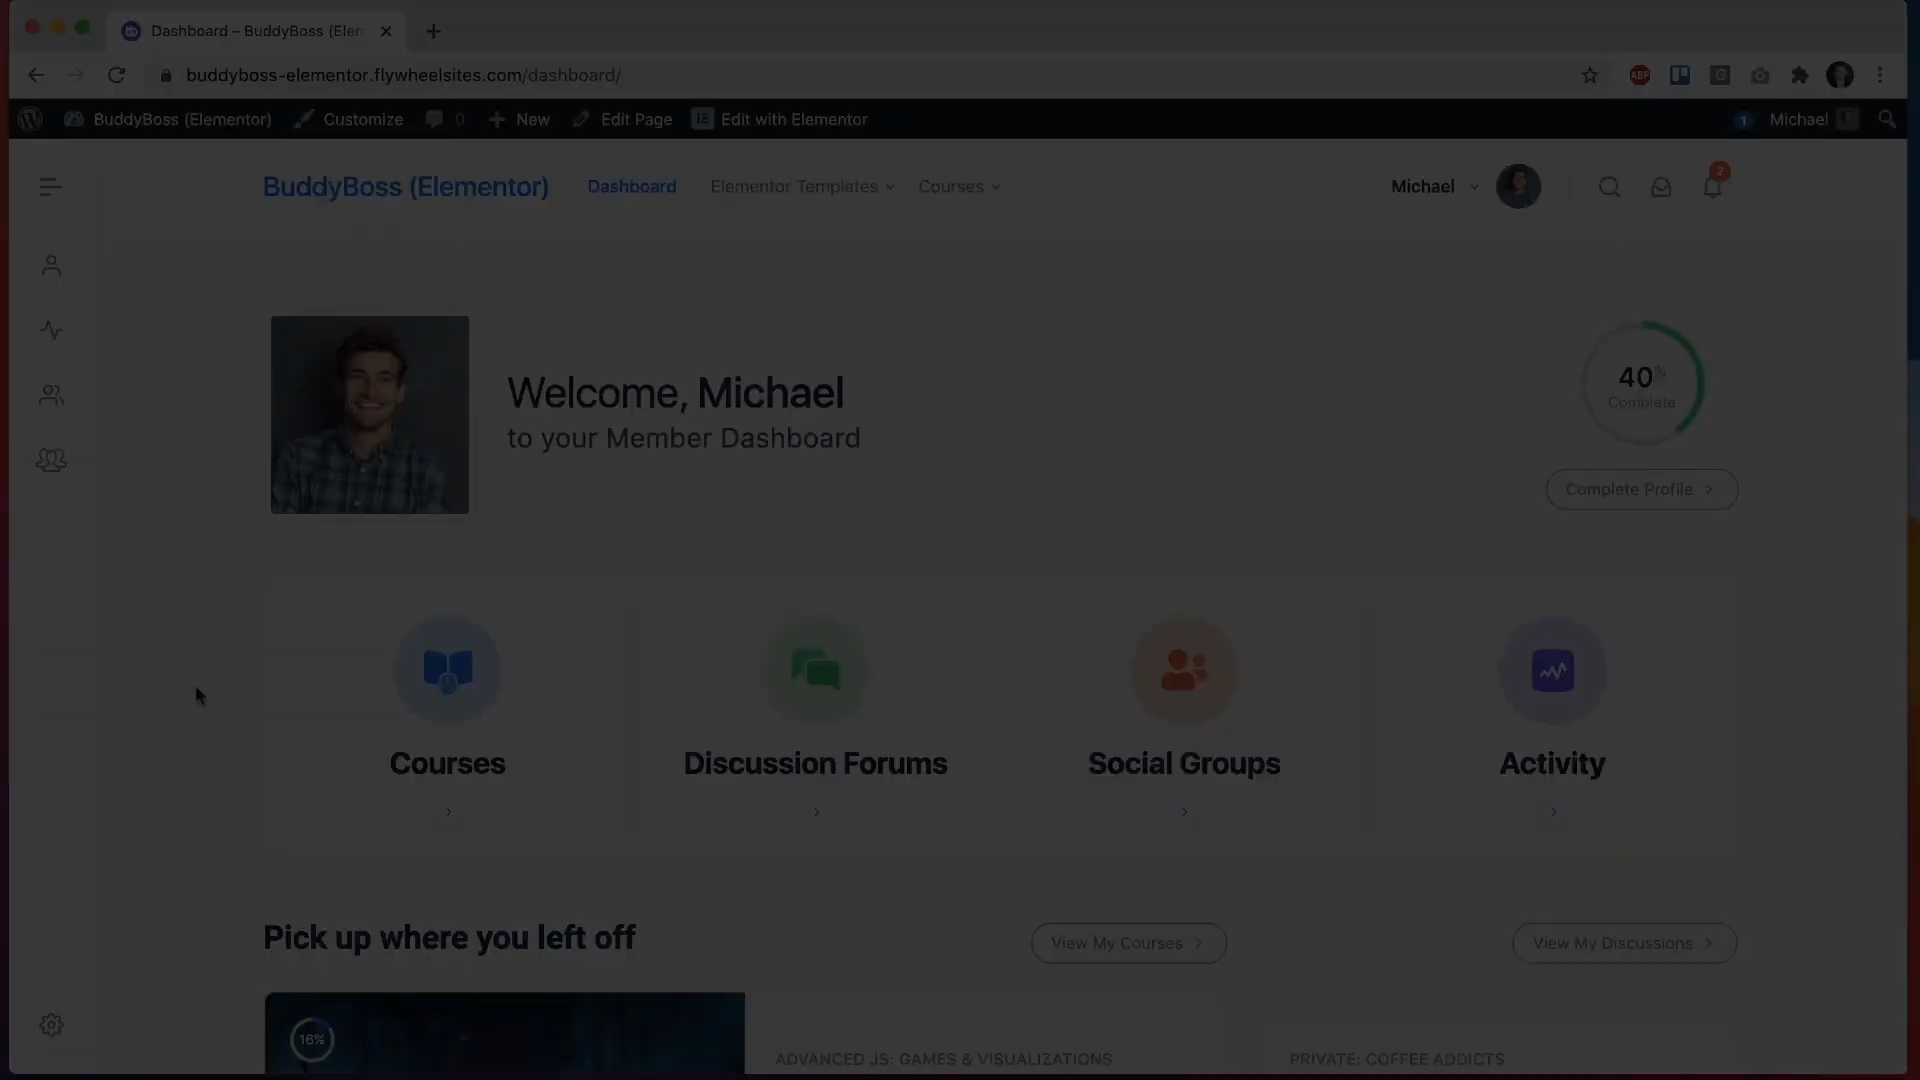 Dashboard – BuddyBoss (Elen
buddyboss-elementor.flywheelsites.com/dashboard/
ABP
BuddyBoss (Elementor) Customize 0 New Edit Page Edit with Elementor 1 Michael
BuddyBoss (Elementor) Dashboard Elementor Templates Courses Michael 2
Welcome, Michael
to your Member Dashboard
40%
Complete
Complete Profile
Courses Discussion Forums Social Groups Activity
Pick up where you left off View My Courses View My Discussions
16%
ADVANCED JS: GAMES & VISUALIZATIONS PRIVATE: COFFEE ADDICTS